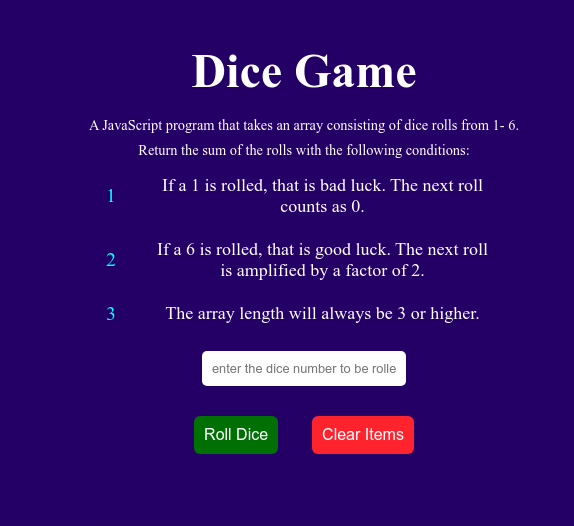 Dice Game
A JavaScript program that takes an array consisting of dice rolls from 1- 6.
Return the sum of the rolls with the following conditions:
1
If a 1 is rolled, that is bad luck. The next roll
counts as 0.
2
If a 6 is rolled, that is good luck. The next roll
is amplified by a factor of 2.
3
The array length will always be 3 or higher.
enter the dice number to be rolle
Roll Dice
Clear Items